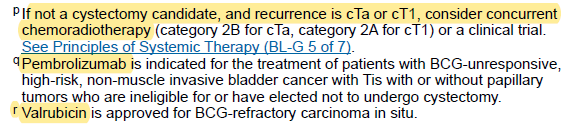 p If not a cystectomy candidate, and recurrence is cTa or cT1, consider concurrent
chemoradiotherapy (category 2B for cTa, category 2A for cT1) or a clinical trial.
See Principles of Systemic Therapy (BL-G 5 of 7).
q Pembrolizumab is indicated for the treatment of patients with BCG-unresponsive,
high-risk, non-muscle invasive bladder cancer with Tis with or without papillary
tumors who are ineligible for or have elected not to undergo cystectomy.
r Valrubicin is approved for BCG-refractory carcinoma in situ.